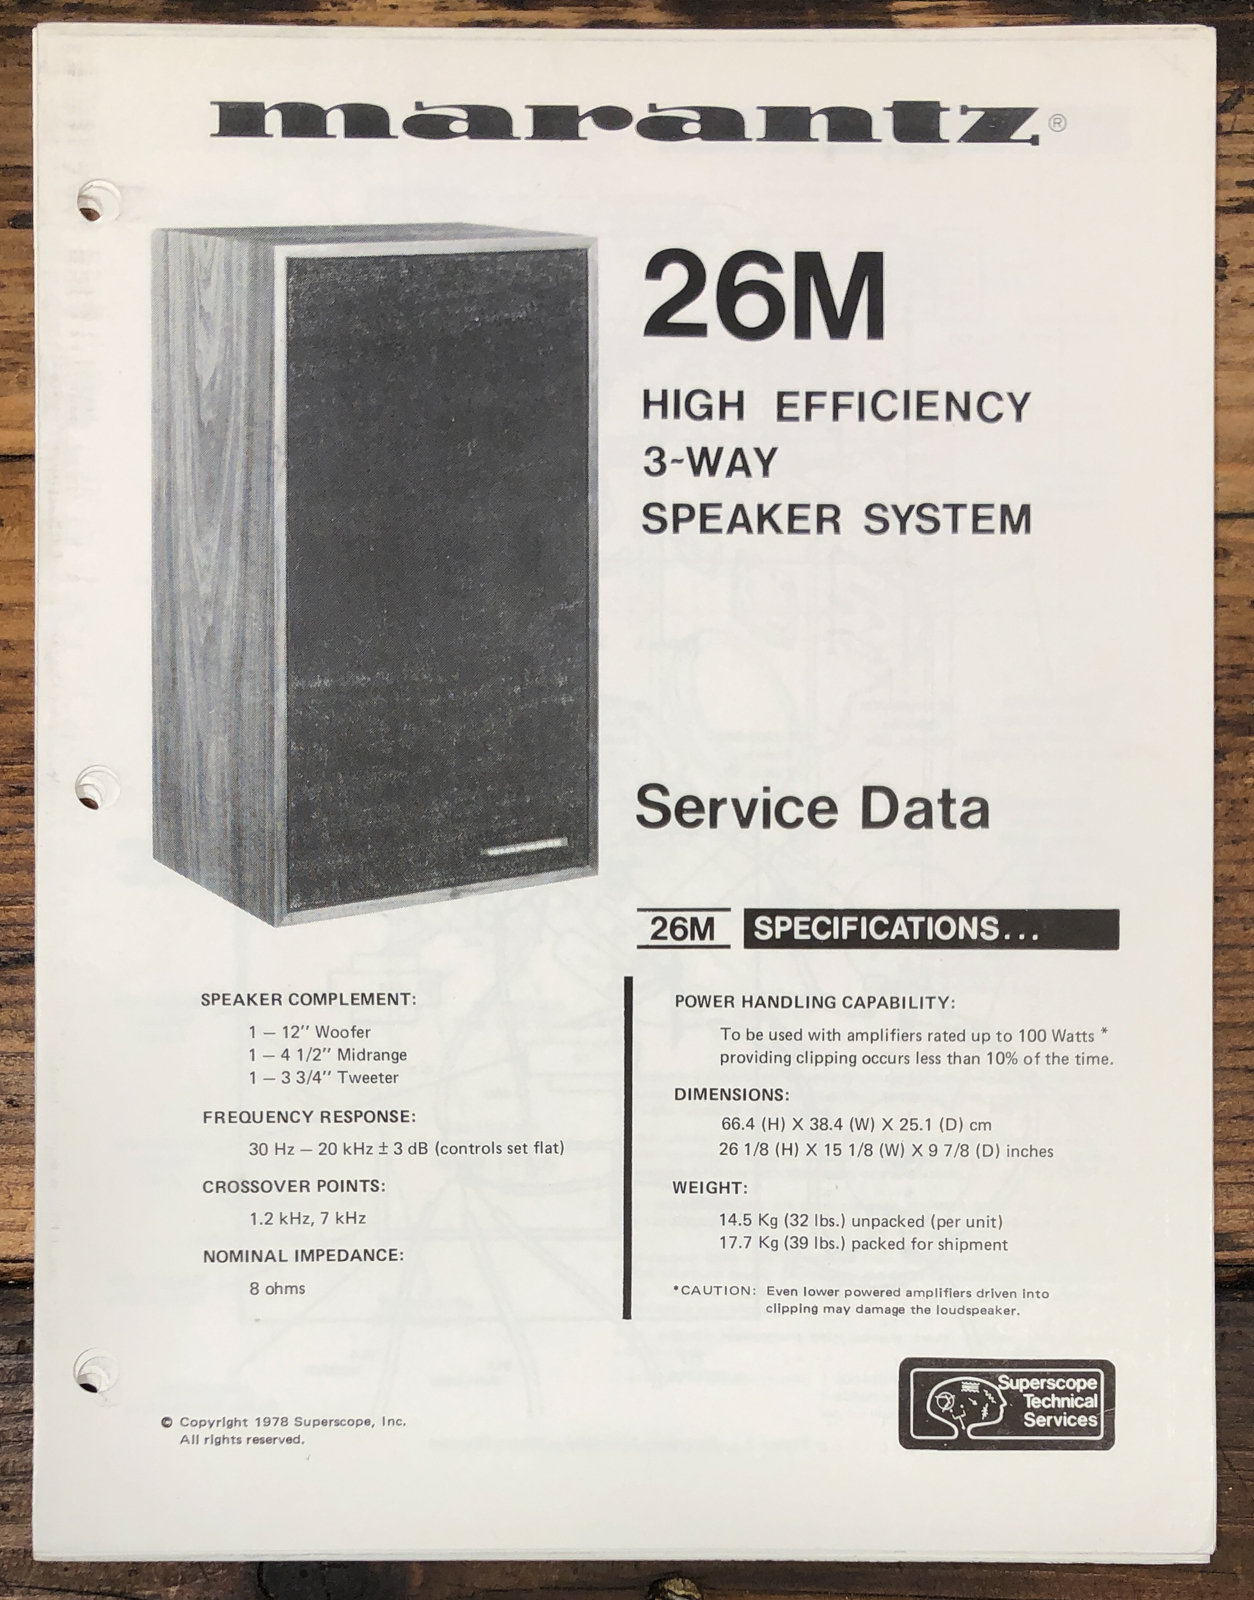 marantz®
26M
HIGH EFFICIENCY
3-WAY
SPEAKER SYSTEM
Service Data
26M SPECIFICATIONS...
SPEAKER COMPLEMENT:
1 – 12" Woofer
1 – 4 1/2" Midrange
1 – 3 3/4" Tweeter
FREQUENCY RESPONSE:
30 Hz – 20 kHz ± 3 dB (controls set flat)
CROSSOVER POINTS:
1.2 kHz, 7 kHz
NOMINAL IMPEDANCE:
8 ohms
POWER HANDLING CAPABILITY:
To be used with amplifiers rated up to 100 Watts *
providing clipping occurs less than 10% of the time.
DIMENSIONS:
66.4 (H) X 38.4 (W) X 25.1 (D) cm
26 1/8 (H) X 15 1/8 (W) X 9 7/8 (D) inches
WEIGHT:
14.5 Kg (32 lbs.) unpacked (per unit)
17.7 Kg (39 lbs.) packed for shipment
*CAUTION: Even lower powered amplifiers driven into
clipping may damage the loudspeaker.
© Copyright 1978 Superscope, Inc.
All rights reserved.
Superscope
Technical
Services